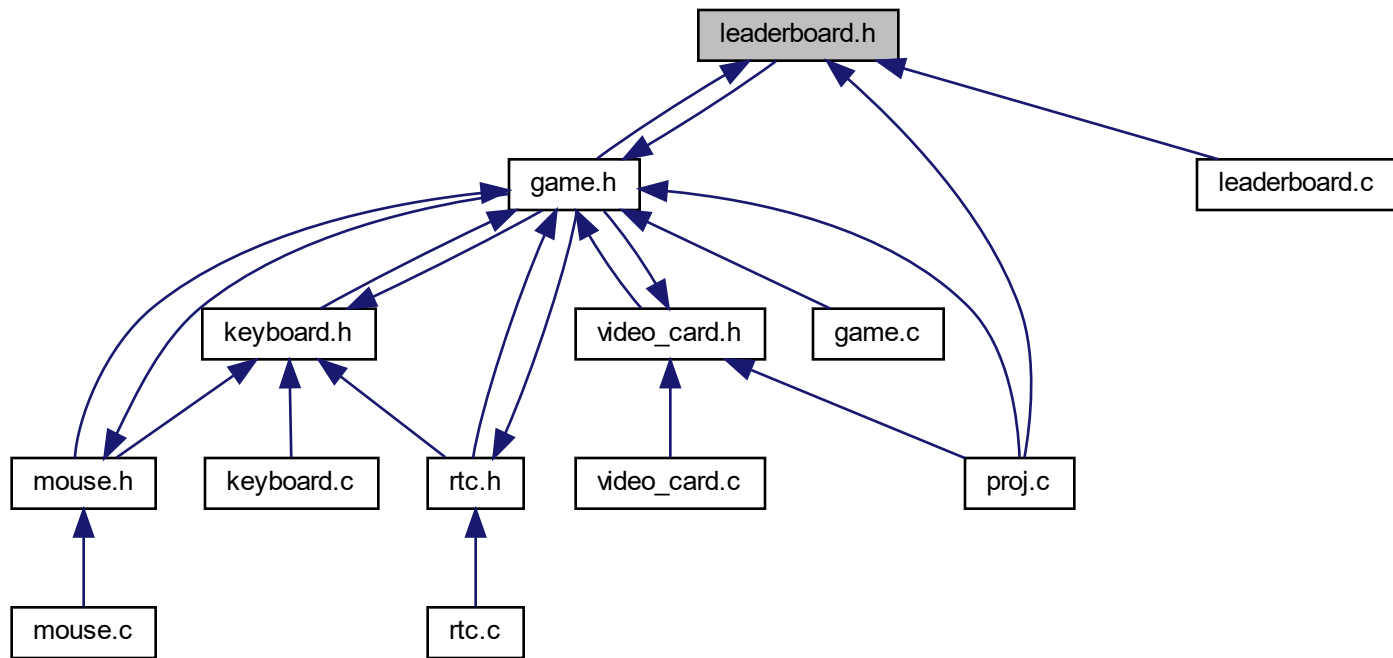 leaderboard.h
game.h
leaderboard.c
keyboard.h
video_card.h
game.c
mouse.h
keyboard.c
rtc.h
video_card.c
proj.c
mouse.c
rtc.c